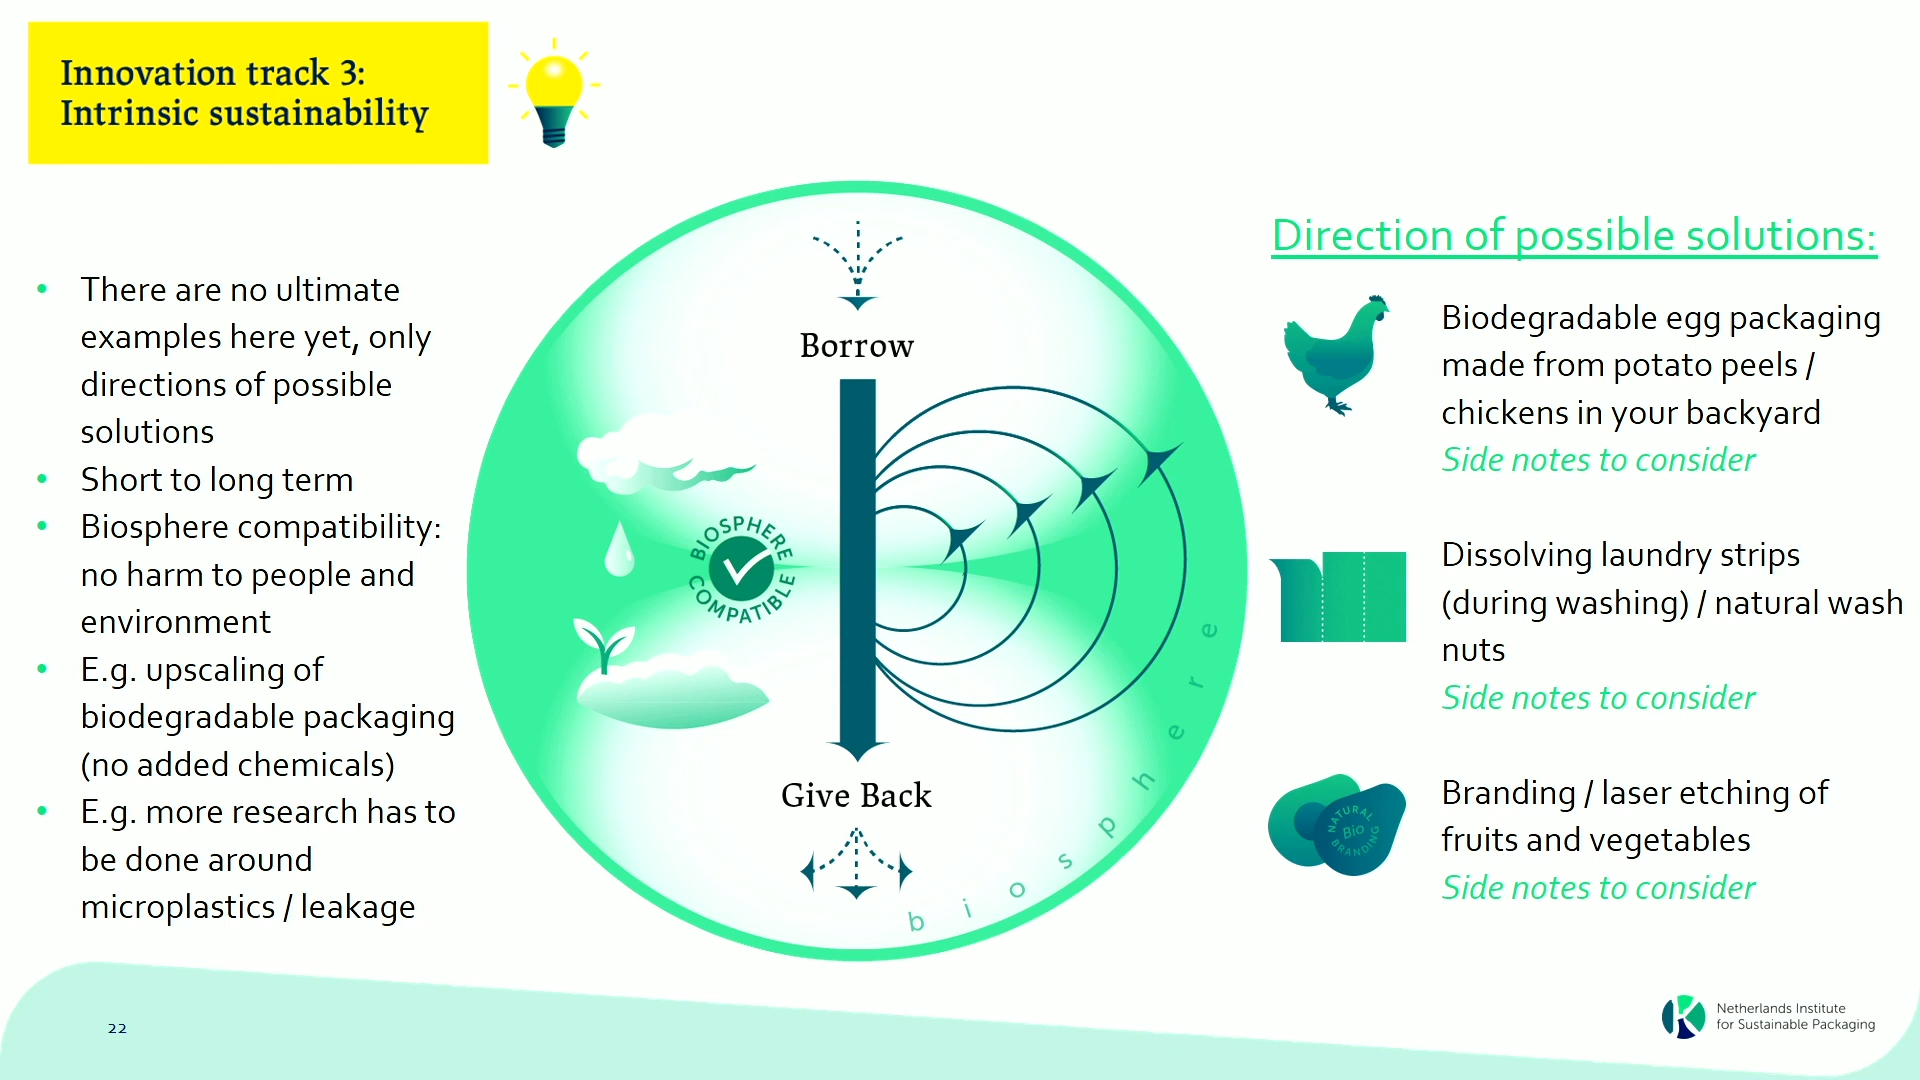 Innovation track 3:
Intrinsic sustainability
There are no ultimate
examples here yet, only
directions of possible
solutions
Short to long term
Biosphere compatibility:
no harm to people and
environment
E.g. upscaling of
biodegradable packaging
(no added chemicals)
E.g. more research has to
be done around
microplastics / leakage
Borrow
BIOSPHERE
COMPATIBLE
Give Back
biosphere
Direction of possible solutions:
Biodegradable egg packaging
made from potato peels /
chickens in your backyard
Side notes to consider
Dissolving laundry strips
(during washing) / natural wash
nuts
Side notes to consider
NATURAL
Bio
BRANDING
Branding / laser etching of
fruits and vegetables
Side notes to consider
22
Netherlands Institute
for Sustainable Packaging